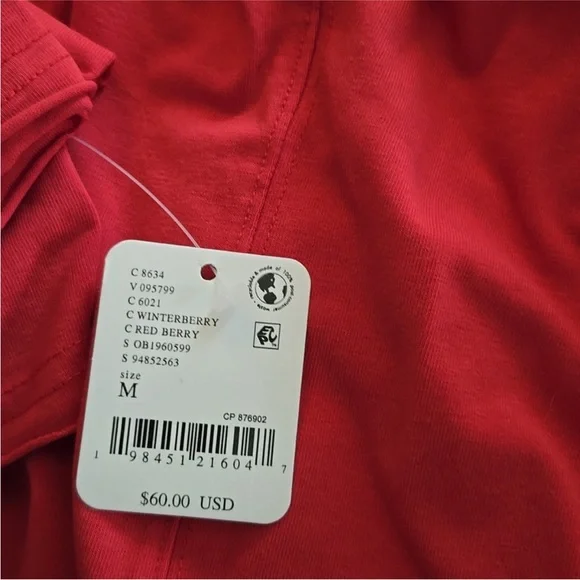 C 8634
V 095799
C 6021
C WINTERBERRY
C RED BERRY
S OB1960599
S 94852563
size
M
CP 876902
1 98451 21604 7
$60.00 USD